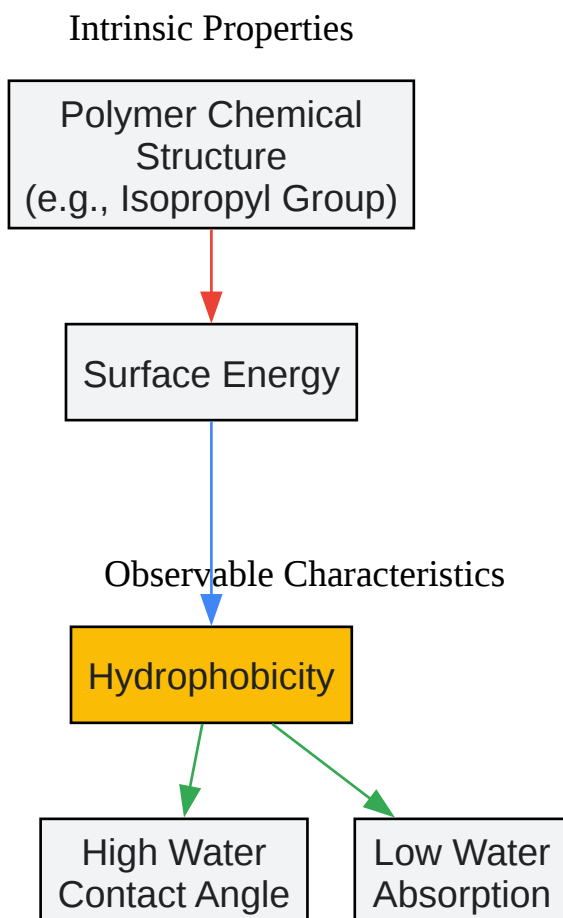 Intrinsic Properties
Polymer Chemical
Structure
(e.g., Isopropyl Group)
Surface Energy
Observable Characteristics
Hydrophobicity
High Water
Contact Angle
Low Water
Absorption